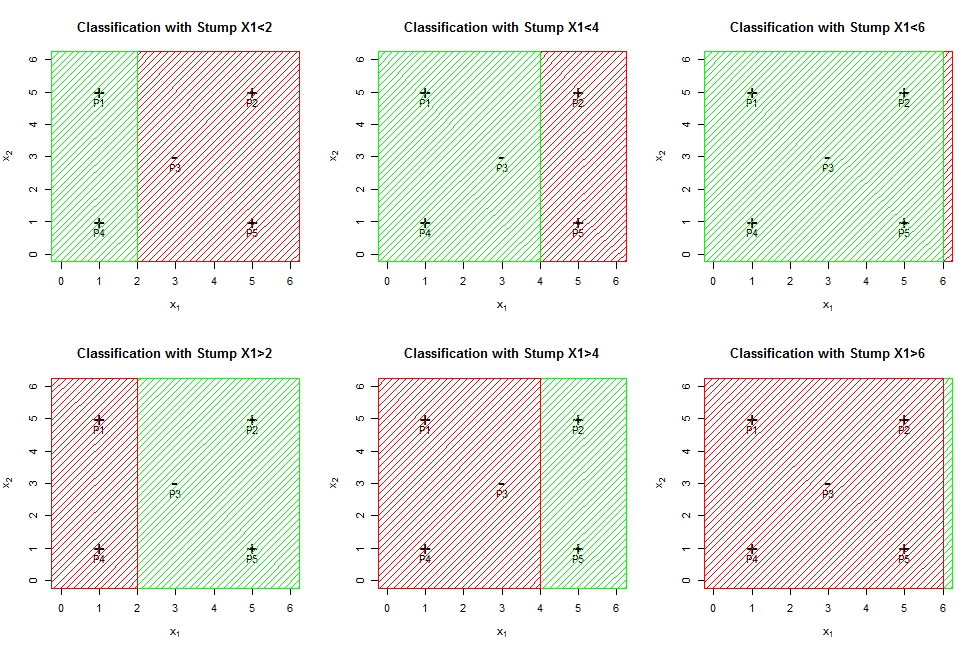 Classification with Stump X1<2
6
5
4
3
2
1
0
x2
P1
P2
P3
P4
P5
0 1 2 3 4 5 6
x1
Classification with Stump X1<4
6
5
4
3
2
1
0
x2
P1
P2
P3
P4
P5
0 1 2 3 4 5 6
x1
Classification with Stump X1<6
6
5
4
3
2
1
0
x2
P1
P2
P3
P4
P5
0 1 2 3 4 5 6
x1
Classification with Stump X1>2
6
5
4
3
2
1
0
x2
P1
P2
P3
P4
P5
0 1 2 3 4 5 6
x1
Classification with Stump X1>4
6
5
4
3
2
1
0
x2
P1
P2
P3
P4
P5
0 1 2 3 4 5 6
x1
Classification with Stump X1>6
6
5
4
3
2
1
0
x2
P1
P2
P3
P4
P5
0 1 2 3 4 5 6
x1